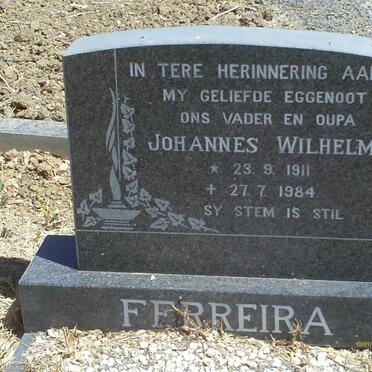 IN TERE HERINNERING AAN
MY GELIEFDE EGGENOOT
ONS VADER EN OUPA
JOHANNES WILHELM
* 23. 9. 1911
+ 27. 7. 1984
SY STEM IS STIL
FERREIRA